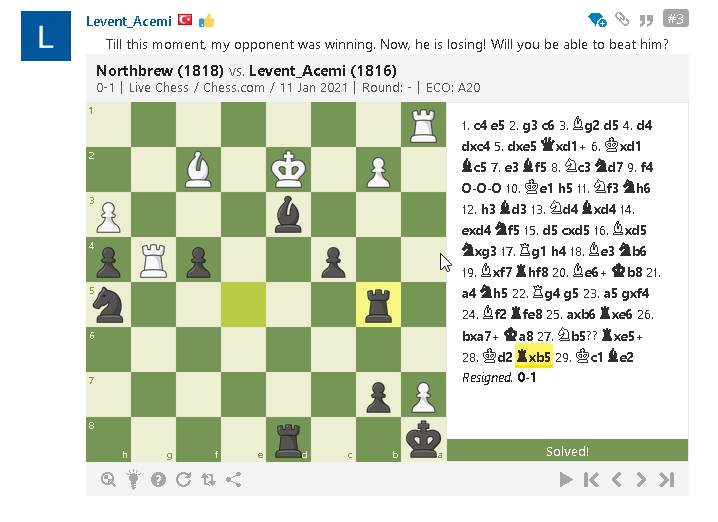 L
Levent_Acemi
#3
Till this moment, my opponent was winning. Now, he is losing! Will you be able to beat him?
Northbrew (1818) vs. Levent_Acemi (1816)
0-1 | Live Chess / Chess.com / 11 Jan 2021 | Round: - | ECO: A20
1
2
3
4
5
6
7
8
h g f e d c b a
1. c4 e5 2. g3 c6 3. ♗g2 d5 4. d4
dxc4 5. dxe5 ♛xd1+ 6. ♔xd1
♝c5 7. e3 ♝f5 8. ♘c3 ♞d7 9. f4
O-O-O 10. ♔e1 h5 11. ♘f3 ♞h6
12. h3 ♝d3 13. ♘d4 ♝xd4 14.
exd4 ♞f5 15. d5 cxd5 16. ♗xd5
♞xg3 17. ♖g1 h4 18. ♗e3 ♞b6
19. ♗xf7 ♜hf8 20. ♗e6+ ♚b8 21.
a4 ♞h5 22. ♖g4 g5 23. a5 gxf4
24. ♗f2 ♜fe8 25. axb6 ♜xe6 26.
bxa7+ ♚a8 27. ♘b5?? ♜xe5+
28. ♔d2 ♜xb5 29. ♔c1 ♝e2
Resigned. 0-1
Solved!